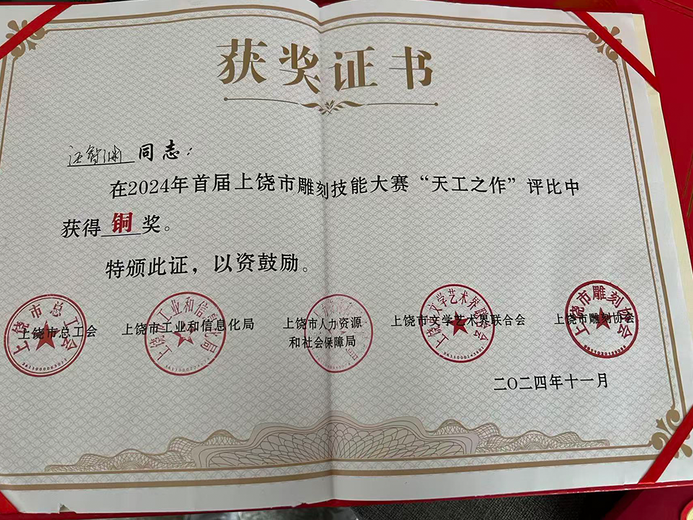 获奖证书
汪智渊 同志：
在2024年首届上饶市雕刻技能大赛“天工之作”评比中
获得 铜 奖。
特颁此证，以资鼓励。
上饶市总工会 上饶市工业和信息化局 上饶市人力资源和社会保障局 上饶市文学艺术界联合会 上饶市雕刻协会
二〇二四年十一月